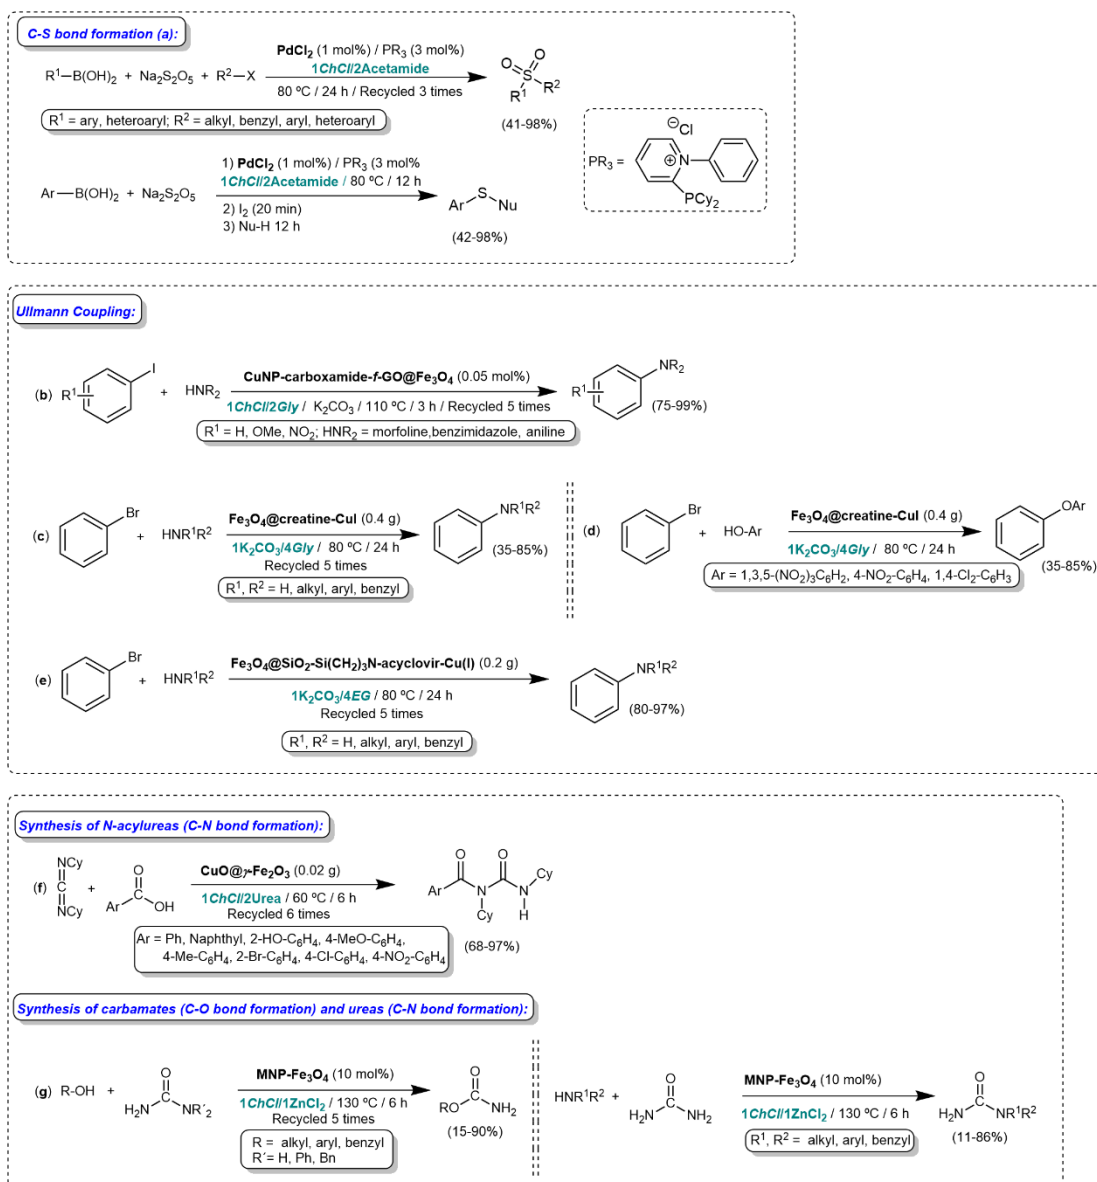 C-S bond formation (a):
R¹—B(OH)₂ + Na₂S₂O₅ + R²—X
PdCl₂ (1 mol%) / PR₃ (3 mol%)
1ChCl/2Acetamide
80 ºC / 24 h / Recycled 3 times
O O
S
R¹ R²
(41-98%)
R¹ = ary, heteroaryl; R² = alkyl, benzyl, aryl, heteroaryl
Ar—B(OH)₂ + Na₂S₂O₅
1) PdCl₂ (1 mol%) / PR₃ (3 mol%
1ChCl/2Acetamide / 80 ºC / 12 h
2) I₂ (20 min)
3) Nu-H 12 h
Ar S Nu
(42-98%)
⊖Cl
PR₃ =
N +
PCy₂
Ullmann Coupling:
(b) R¹ I + HNR₂
CuNP-carboxamide-f-GO@Fe₃O₄ (0.05 mol%)
1ChCl/2Gly / K₂CO₃ / 110 ºC / 3 h / Recycled 5 times
R¹ = H, OMe, NO₂; HNR₂ = morfoline,benzimidazole, aniline
R¹ NR₂
(75-99%)
(c) Br + HNR¹R²
Fe₃O₄@creatine-CuI (0.4 g)
1K₂CO₃/4Gly / 80 ºC / 24 h
Recycled 5 times
R¹, R² = H, alkyl, aryl, benzyl
NR¹R²
(35-85%)
(d) Br + HO-Ar
Fe₃O₄@creatine-CuI (0.4 g)
1K₂CO₃/4Gly / 80 ºC / 24 h
Ar = 1,3,5-(NO₂)₃C₆H₂, 4-NO₂-C₆H₄, 1,4-Cl₂-C₆H₃
OAr
(35-85%)
(e) Br + HNR¹R²
Fe₃O₄@SiO₂-Si(CH₂)₃N-acyclovir-Cu(I) (0.2 g)
1K₂CO₃/4EG / 80 ºC / 24 h
Recycled 5 times
R¹, R² = H, alkyl, aryl, benzyl
NR¹R²
(80-97%)
Synthesis of N-acylureas (C-N bond formation):
(f) NCy
C
NCy
+
O
Ar OH
CuO@γ-Fe₂O₃ (0.02 g)
1ChCl/2Urea / 60 ºC / 6 h
Recycled 6 times
Ar = Ph, Naphthyl, 2-HO-C₆H₄, 4-MeO-C₆H₄,
4-Me-C₆H₄, 2-Br-C₆H₄, 4-Cl-C₆H₄, 4-NO₂-C₆H₄
O O Cy
Ar N N
Cy H
(68-97%)
Synthesis of carbamates (C-O bond formation) and ureas (C-N bond formation):
(g) R-OH +
O
H₂N NR´₂
MNP-Fe₃O₄ (10 mol%)
1ChCl/1ZnCl₂ / 130 ºC / 6 h
Recycled 5 times
R = alkyl, aryl, benzyl
R´= H, Ph, Bn
O
RO NH₂
(15-90%)
HNR¹R² +
O
H₂N NH₂
MNP-Fe₃O₄ (10 mol%)
1ChCl/1ZnCl₂ / 130 ºC / 6 h
R¹, R² = alkyl, aryl, benzyl
O
H₂N NR¹R²
(11-86%)